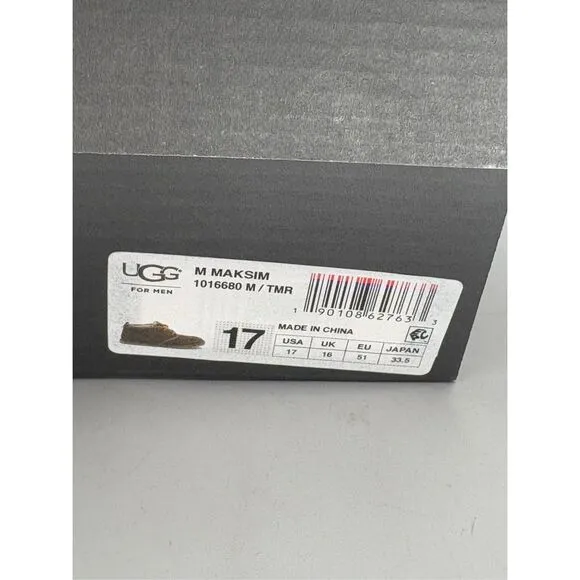 UGG®
FOR MEN
M MAKSIM
1016680 M / TMR
1 90108 62763 3
17
MADE IN CHINA
USA UK EU JAPAN
17 16 51 33.5